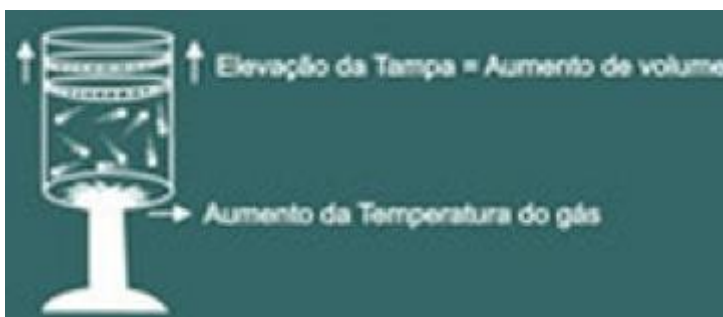 Elevação da Tampa = Aumento de volume
Aumento da Temperatura do gás